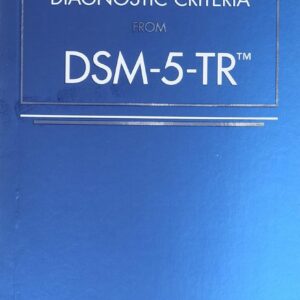 DIAGNOSTIC CRITERIA
FROM
DSM-5-TR™